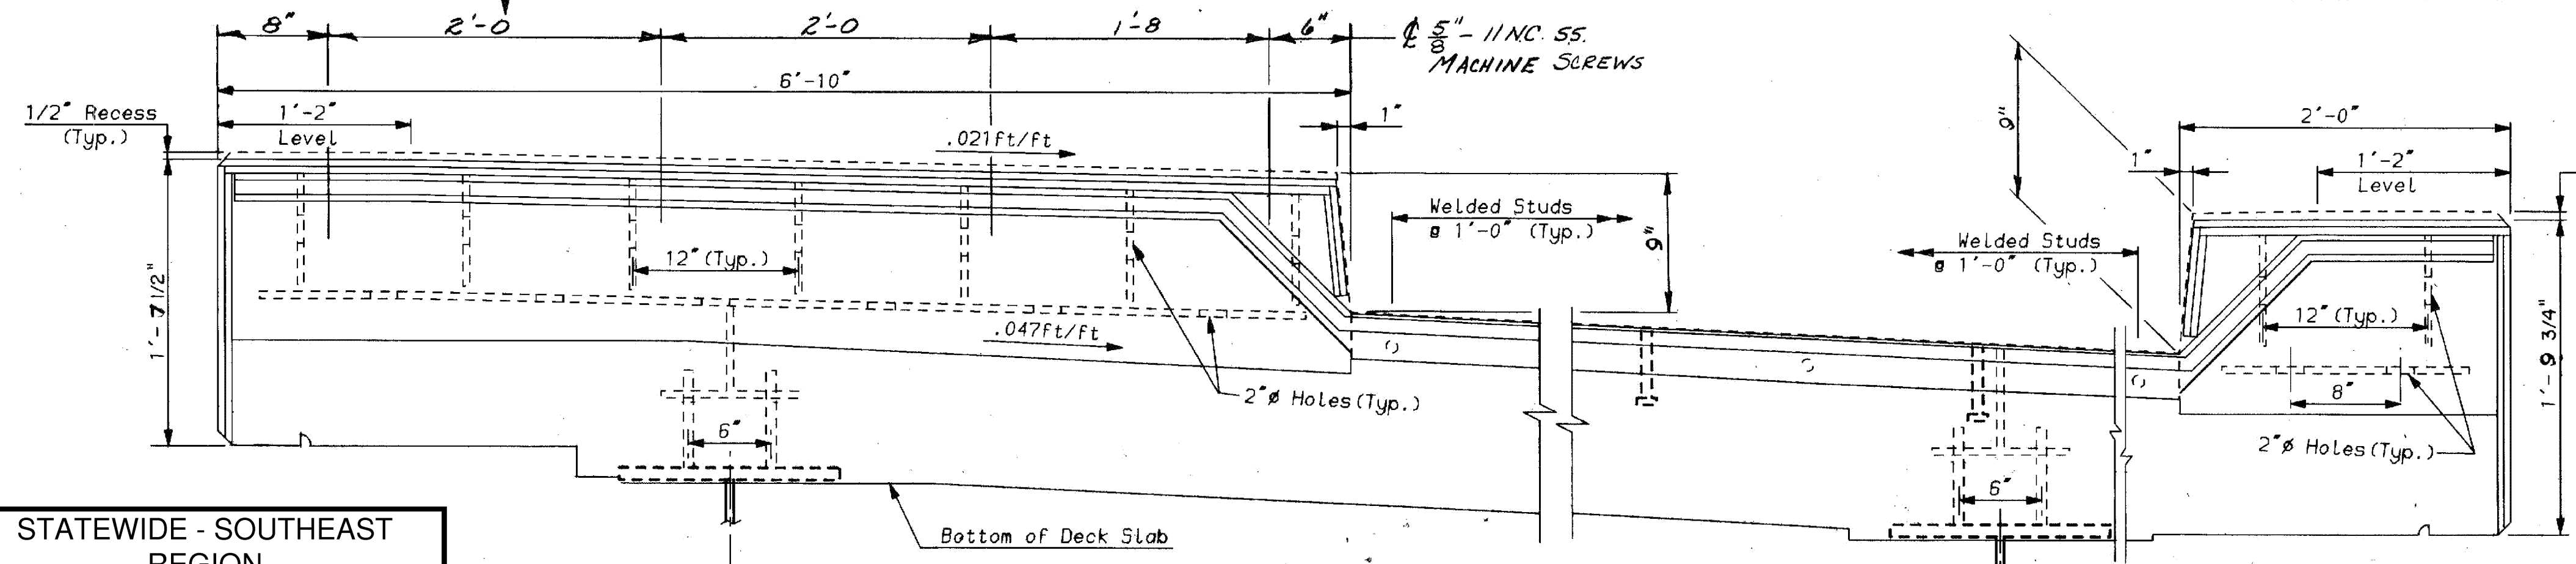 8"
2'-0
2'-0
1'-8
6"
℄ 5/8" - 11 NC. SS.
MACHINE SCREWS
6'-10"
1/2" Recess
(Typ.)
1'-2"
Level
.021ft/ft
1"
9"
2'-0"
1"
1'-2"
Level
Welded Studs
@ 1'-0" (Typ.)
9"
Welded Studs
@ 1'-0" (Typ.)
12"(Typ.)
1'-7 1/2"
.047ft/ft
12"(Typ.)
1'-9 3/4"
2"ø Holes(Typ.)
8"
6"
2"ø Holes(Typ.)
6"
Bottom of Deck Slab
STATEWIDE - SOUTHEAST
REGION